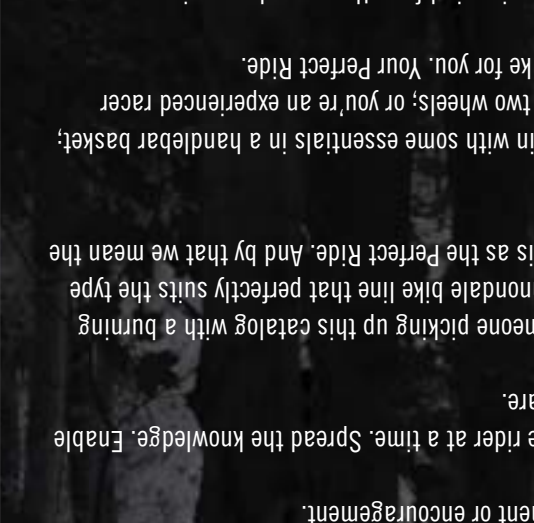 nent or encouragement.
e rider at a time. Spread the knowledge. Enable
are.
neone picking up this catalog with a burning
nondale bike line that perfectly suits the type
is as the Perfect Ride. And by that we mean the
in with some essentials in a handlebar basket;
two wheels; or you're an experienced racer
ke for you. Your Perfect Ride.